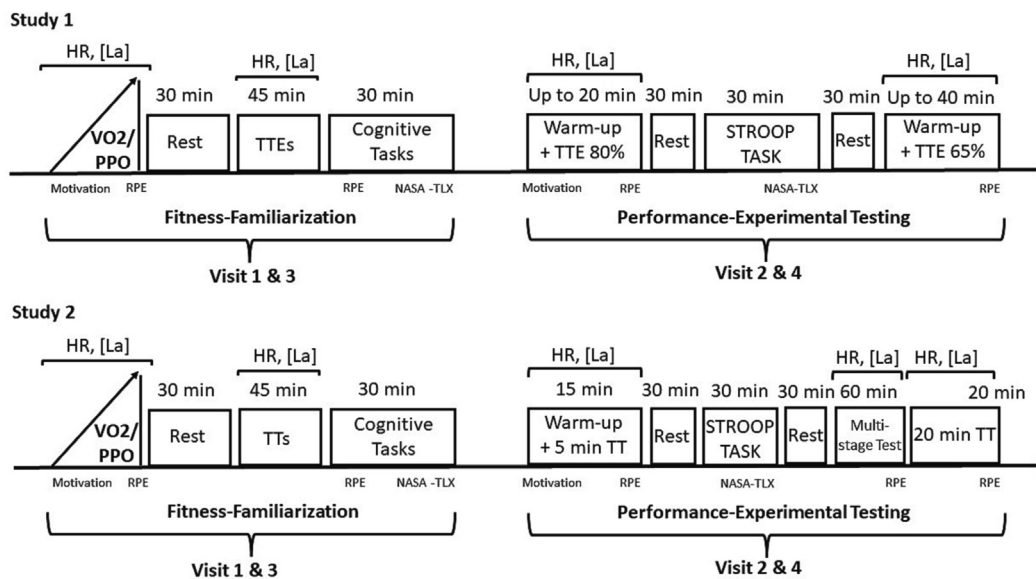 Study 1
HR, [La]
HR, [La]
HR, [La]
HR, [La]
30 min
45 min
30 min
Up to 20 min
30 min
30 min
30 min
Up to 40 min
VO2/
PPO
Rest
TTEs
Cognitive
Tasks
Warm-up
+ TTE 80%
Rest
STROOP
TASK
Rest
Warm-up
+ TTE 65%
Motivation
RPE
RPE
NASA -TLX
Motivation
RPE
NASA-TLX
RPE
Fitness-Familiarization
Performance-Experimental Testing
Visit 1 & 3
Visit 2 & 4
Study 2
HR, [La]
HR, [La]
HR, [La]
HR, [La]
HR, [La]
30 min
45 min
30 min
15 min
30 min
30 min
30 min
60 min
20 min
VO2/
PPO
Rest
TTs
Cognitive
Tasks
Warm-up
+ 5 min TT
Rest
STROOP
TASK
Rest
Multi-
stage Test
20 min TT
Motivation
RPE
RPE
NASA -TLX
Motivation
RPE
NASA-TLX
RPE
RPE
Fitness-Familiarization
Performance-Experimental Testing
Visit 1 & 3
Visit 2 & 4